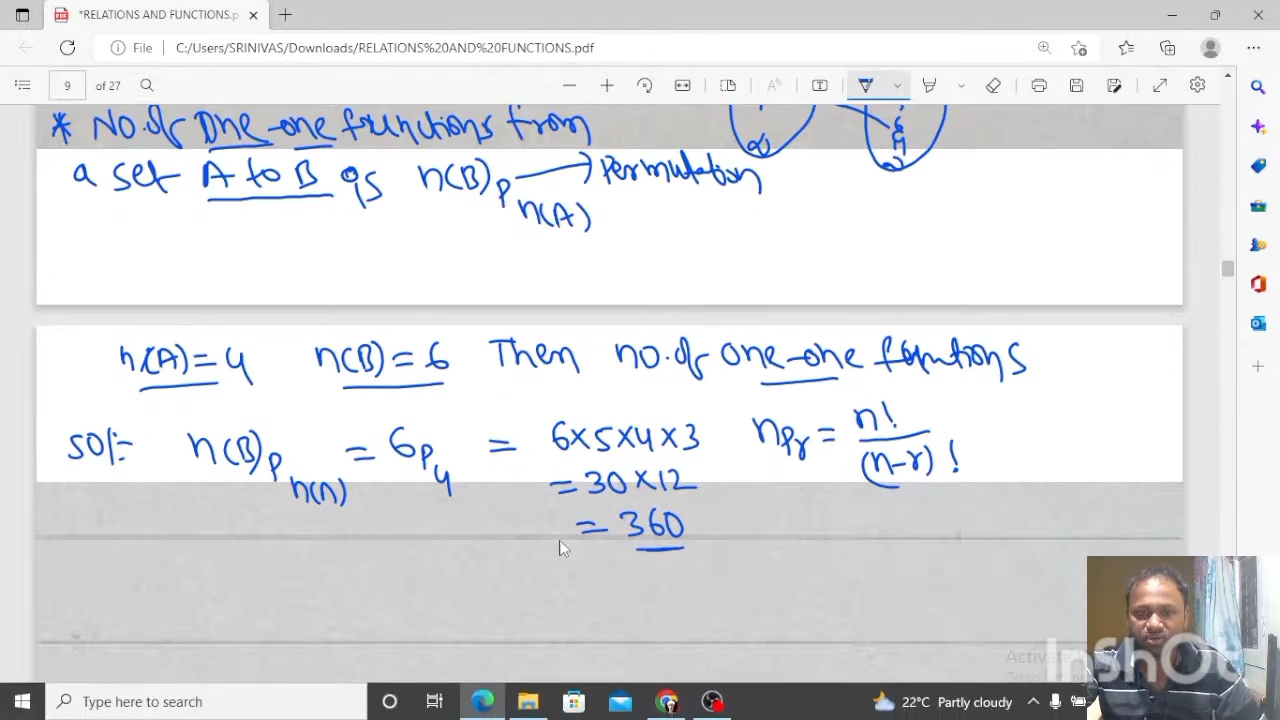 *RELATIONS AND FUNCTIONS.p
File C:/Users/SRINIVAS/Downloads/RELATIONS%20AND%20FUNCTIONS.pdf
9 of 27
* No. of One-one functions from
a set A to B is n(B)P n(A) → Permutation
n(A) = 4 n(B) = 6 Then no. of one-one functions
Sol:- n(B)P n(A) = 6P4 = 6×5×4×3 nPr = n!/(n-r)!
= 30×12
= 360
InshOt
Type here to search
22°C Partly cloudy